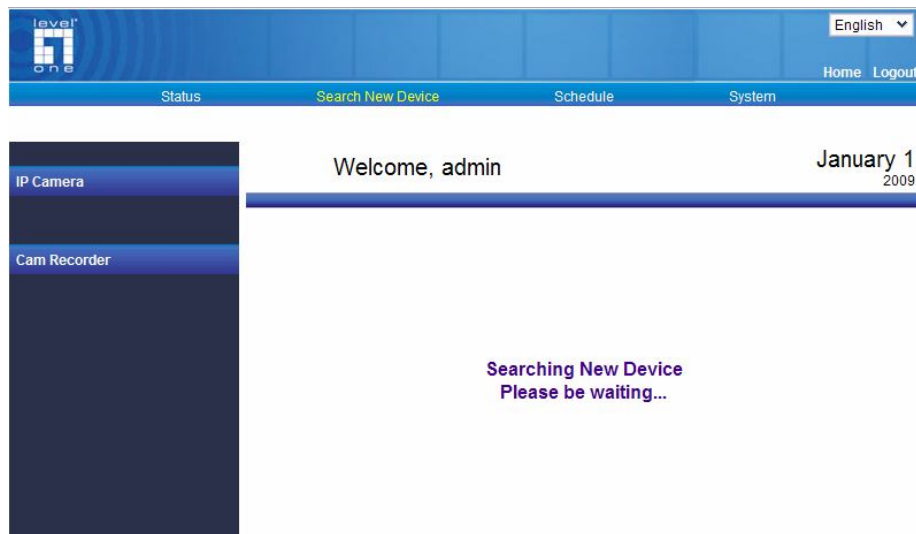 level
one
English
Home Logout
Status Search New Device Schedule System
Welcome, admin
January 1
2009
IP Camera
Cam Recorder
Searching New Device
Please be waiting...